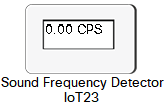 0.00 CPS
Sound Frequency Detector
IoT23